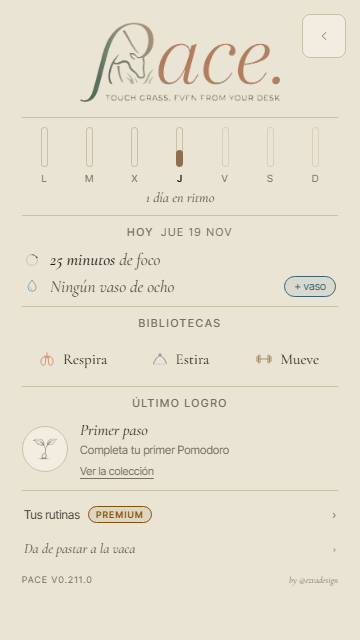 Pace.
TOUCH GRASS, EVEN FROM YOUR DESK
L M X J V S D
1 día en ritmo
HOY JUE 19 NOV
25 minutos de foco
Ningún vaso de ocho + vaso
BIBLIOTECAS
Respira Estira Mueve
ÚLTIMO LOGRO
Primer paso
Completa tu primer Pomodoro
Ver la colección
Tus rutinas PREMIUM
Da de pastar a la vaca
PACE V0.211.0 by @ezradesign